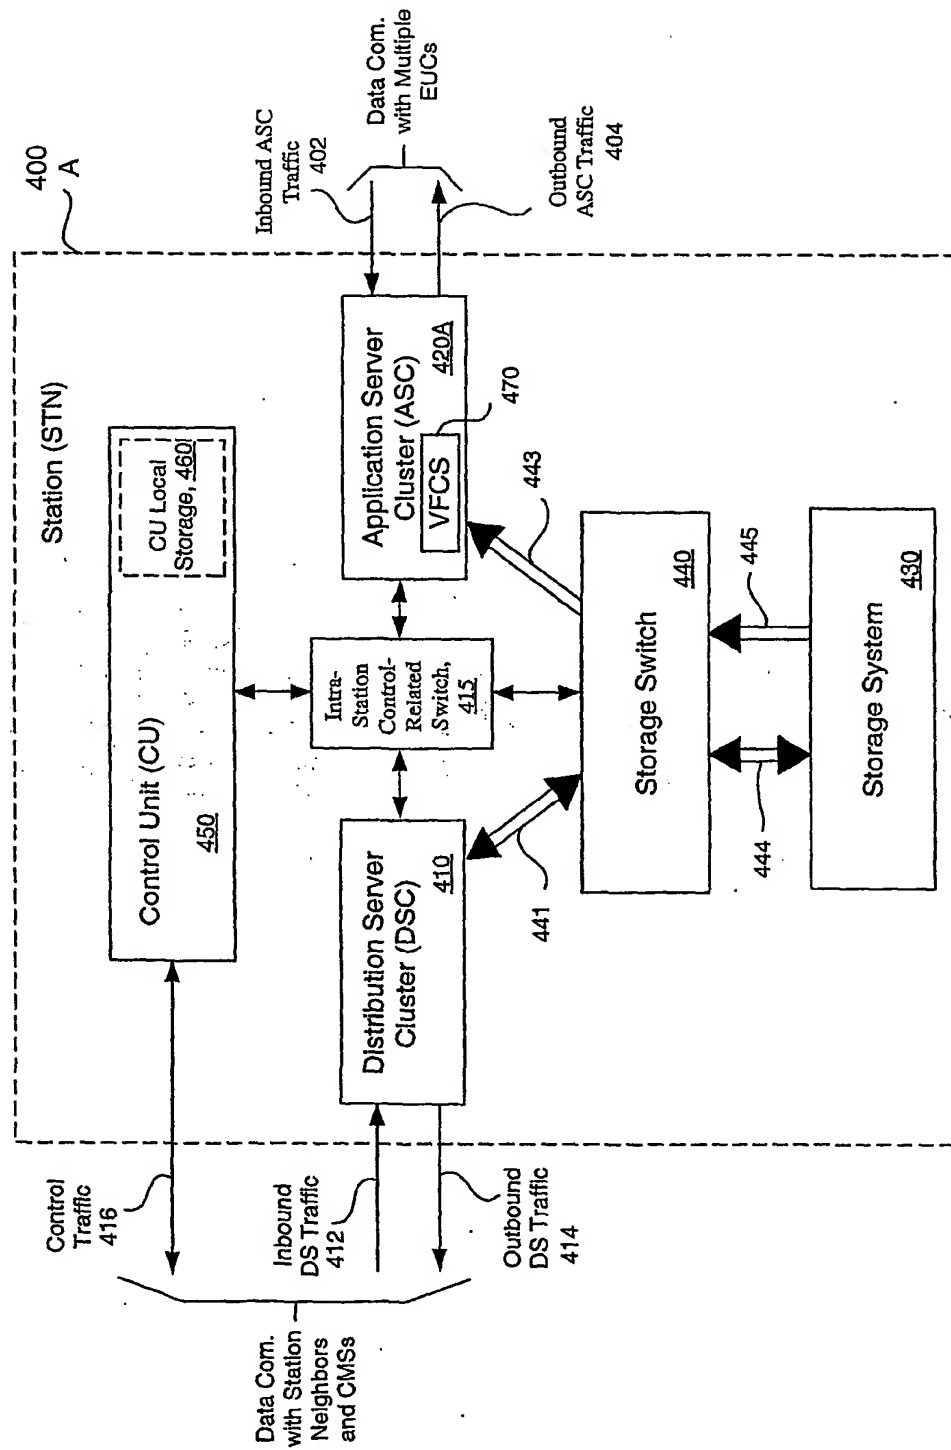 400
A
Station (STN)
Control Unit (CU)
450
CU Local
Storage, 460
Control
Traffic
416
Inbound
DS Traffic
412
Outbound
DS Traffic
414
Data Com.
with Station
Neighbors
and CMSs
Distribution Server
Cluster (DSC)
410
Intra-
Station
Control-
Related
Switch,
415
Application Server
Cluster (ASC)
420A
VFCS
470
Inbound ASC
Traffic
402
Data Com.
with Multiple
EUCs
Outbound
ASC Traffic
404
441
443
Storage Switch
440
444
445
Storage System
430